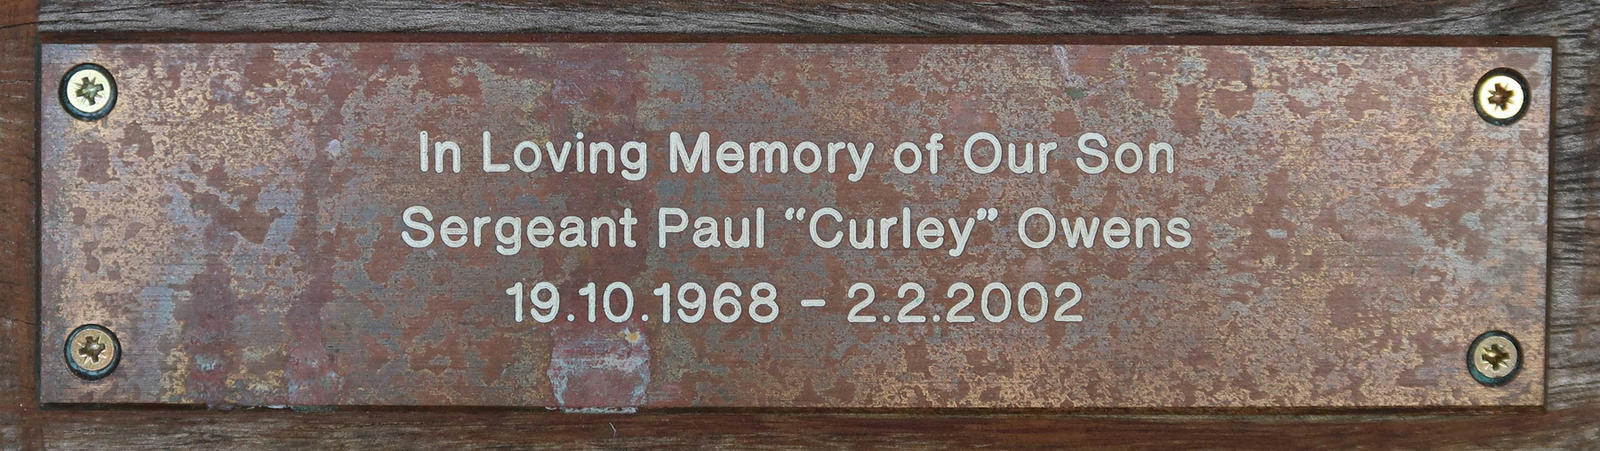 In Loving Memory of Our Son
Sergeant Paul “Curley” Owens
19.10.1968 – 2.2.2002